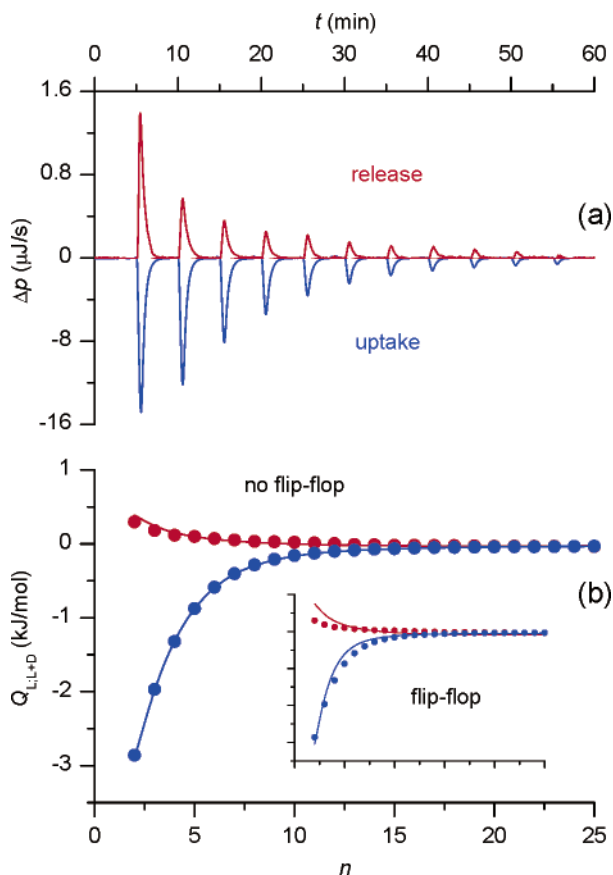 t (min)
0 10 20 30 40 50 60
1.6
0.8
0
-8
-16
Δp (μJ/s)
release
(a)
uptake
1
0
-1
-2
-3
Q_L;L+D (kJ/mol)
no flip-flop
(b)
flip-flop
0 5 10 15 20 25
n